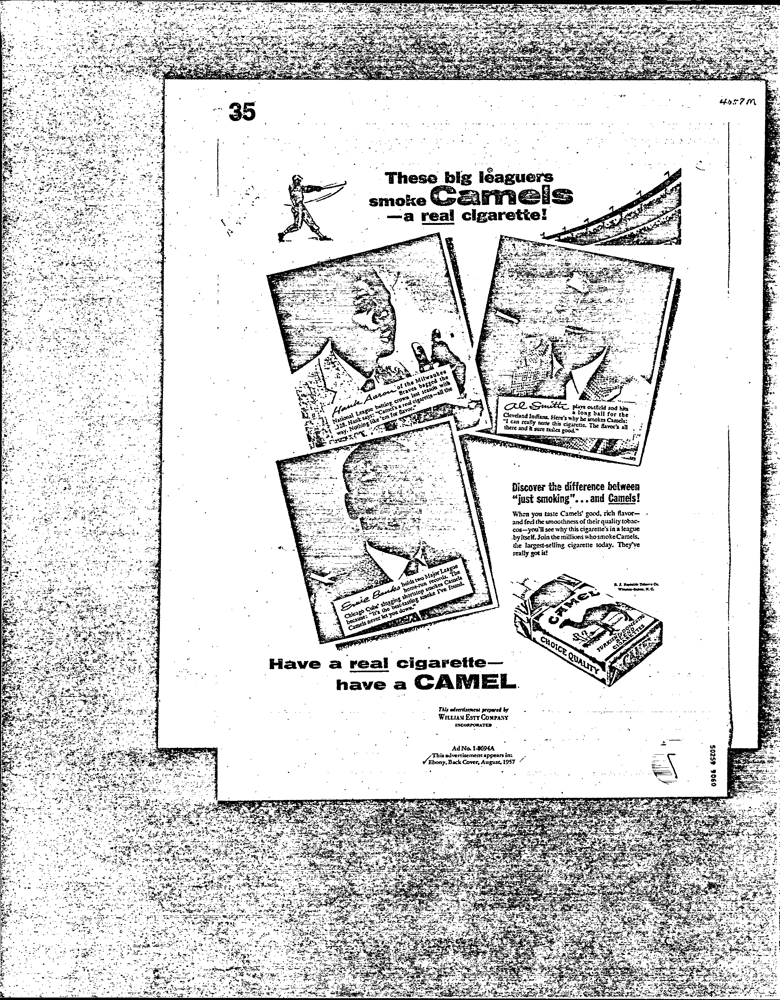 35
4057M
These big leaguers
smoke Camels
—a real cigarette!
Hank Aaron of the Milwaukee
Braves bagged the
National League batting crown last season with
.328. Hank says, "Camel's a real cigarette—all the
way. Nothing like 'em for flavor."
Al Smith plays outfield and hits
a long ball for the
Cleveland Indians. Here's why he smokes Camels:
"I can really taste this cigarette. The flavor's all
there and it sure tastes good."
Ernie Banks holds two Major League
home-run records. The
Chicago Cubs' slugging shortstop smokes Camels
because: "It's the best-tasting smoke I've found.
Camels never let you down."
Discover the difference between
"just smoking"... and Camels!
When you taste Camels' good, rich flavor—
and feel the smoothness of their quality tobac-
cos—you'll see why this cigarette's in a league
by itself. Join the millions who smoke Camels,
the largest-selling cigarette today. They've
really got it!
R. J. Reynolds Tobacco Co.
Winston-Salem, N. C.
CAMEL
CHOICE QUALITY
Have a real cigarette—
have a CAMEL
This advertisement prepared by
WILLIAM ESTY COMPANY
INCORPORATED
Ad No. 1-8694A
This advertisement appears in:
Ebony, Back Cover, August, 1957
50359 9060